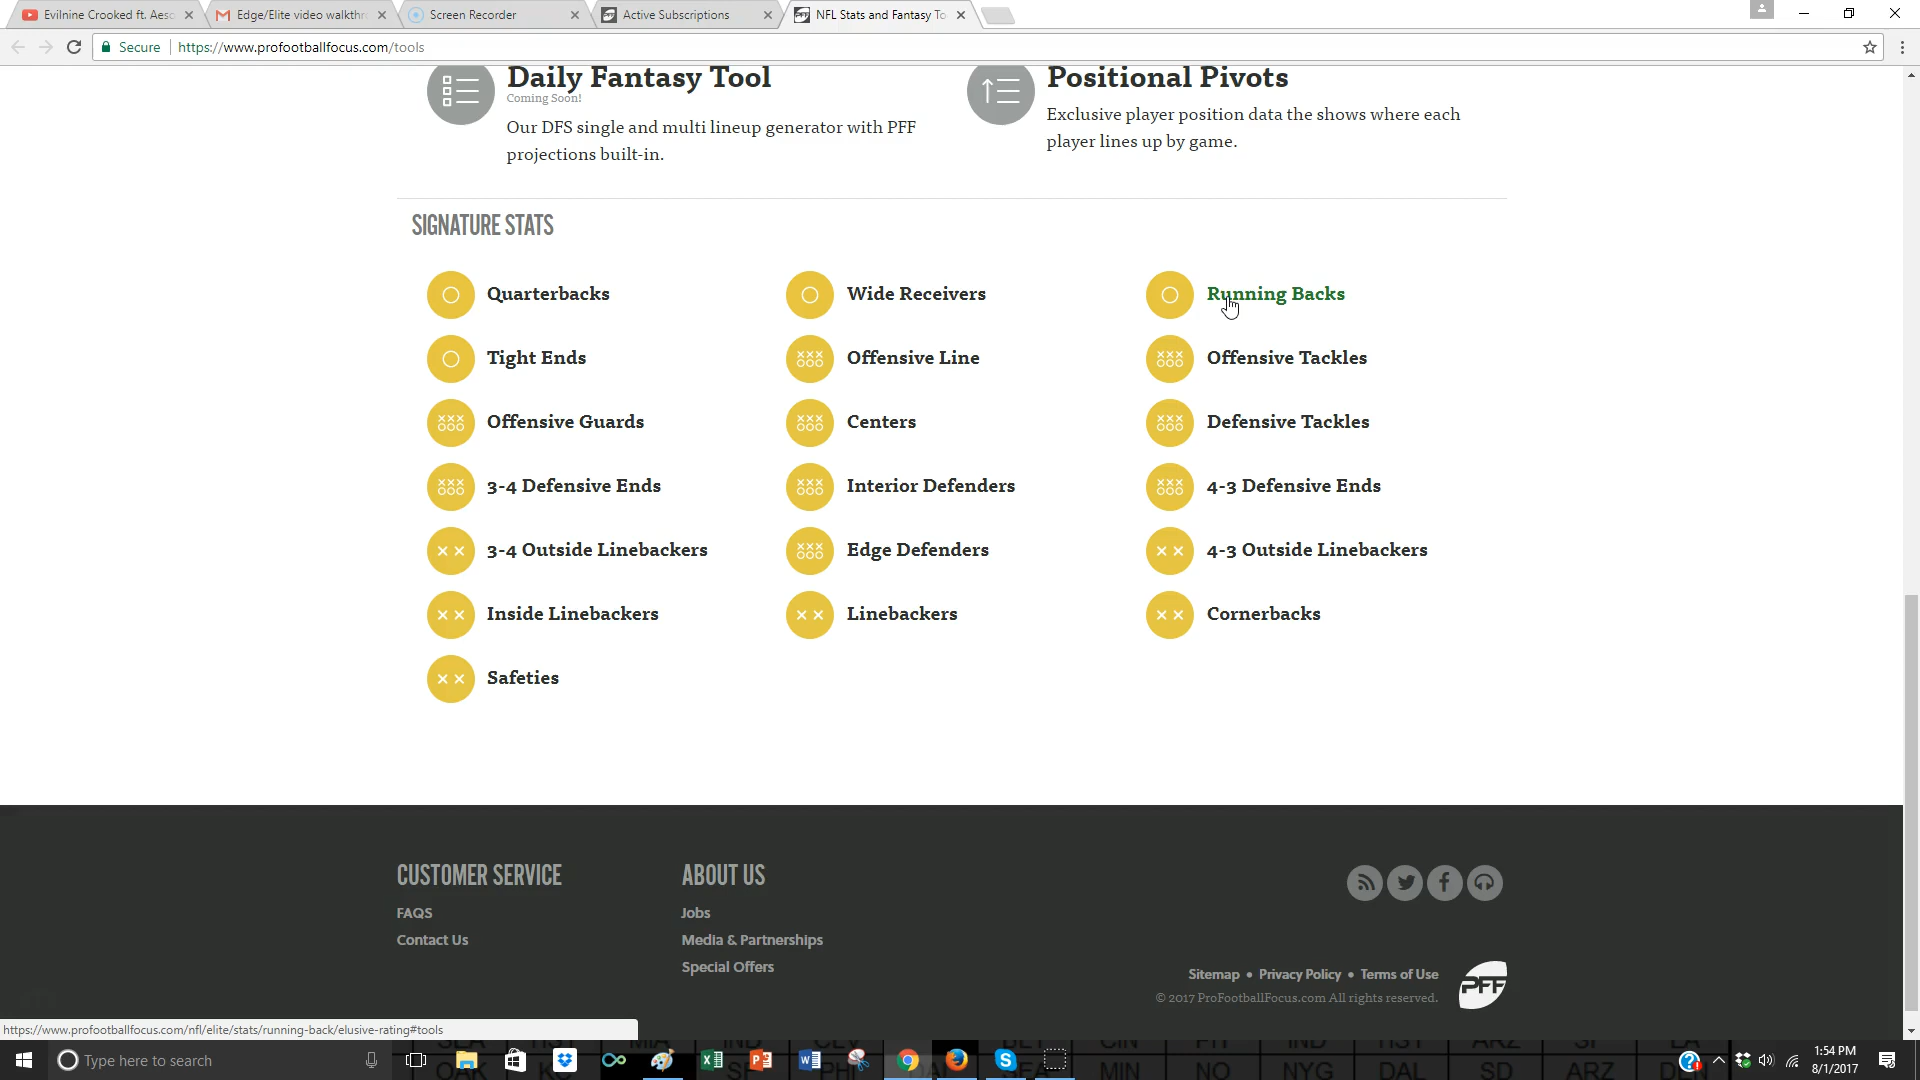 Evilnine Crooked ft. Aeso
Edge/Elite video walkthr
Screen Recorder
Active Subscriptions
NFL Stats and Fantasy To
Secure
https://www.profootballfocus.com/tools
Daily Fantasy Tool
Coming Soon!
Our DFS single and multi lineup generator with PFF
projections built-in.
Positional Pivots
Exclusive player position data the shows where each
player lines up by game.
SIGNATURE STATS
Quarterbacks
Wide Receivers
Running Backs
Tight Ends
Offensive Line
Offensive Tackles
Offensive Guards
Centers
Defensive Tackles
3-4 Defensive Ends
Interior Defenders
4-3 Defensive Ends
3-4 Outside Linebackers
Edge Defenders
4-3 Outside Linebackers
Inside Linebackers
Linebackers
Cornerbacks
Safeties
CUSTOMER SERVICE
FAQS
Contact Us
ABOUT US
Jobs
Media & Partnerships
Special Offers
Sitemap • Privacy Policy • Terms of Use
© 2017 ProFootballFocus.com All rights reserved.
PFF
https://www.profootballfocus.com/nfl/elite/stats/running-back/elusive-rating#tools
Type here to search
MIN
NO
NYG
DAL
SD
ARZ
1:54 PM
8/1/2017